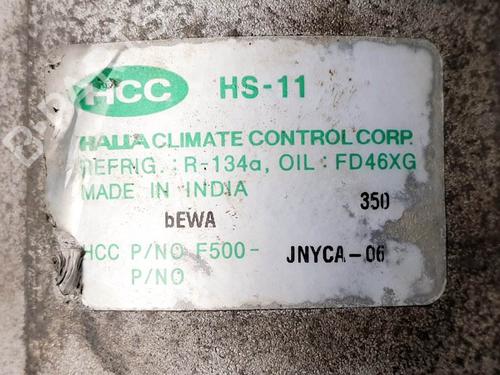 HCC HS-11
HALLA CLIMATE CONTROL CORP.
REFRIG. : R-134a, OIL : FD46XG
MADE IN INDIA
350
bEWA
HCC P/NO F500- JNYCA-06
P/NO